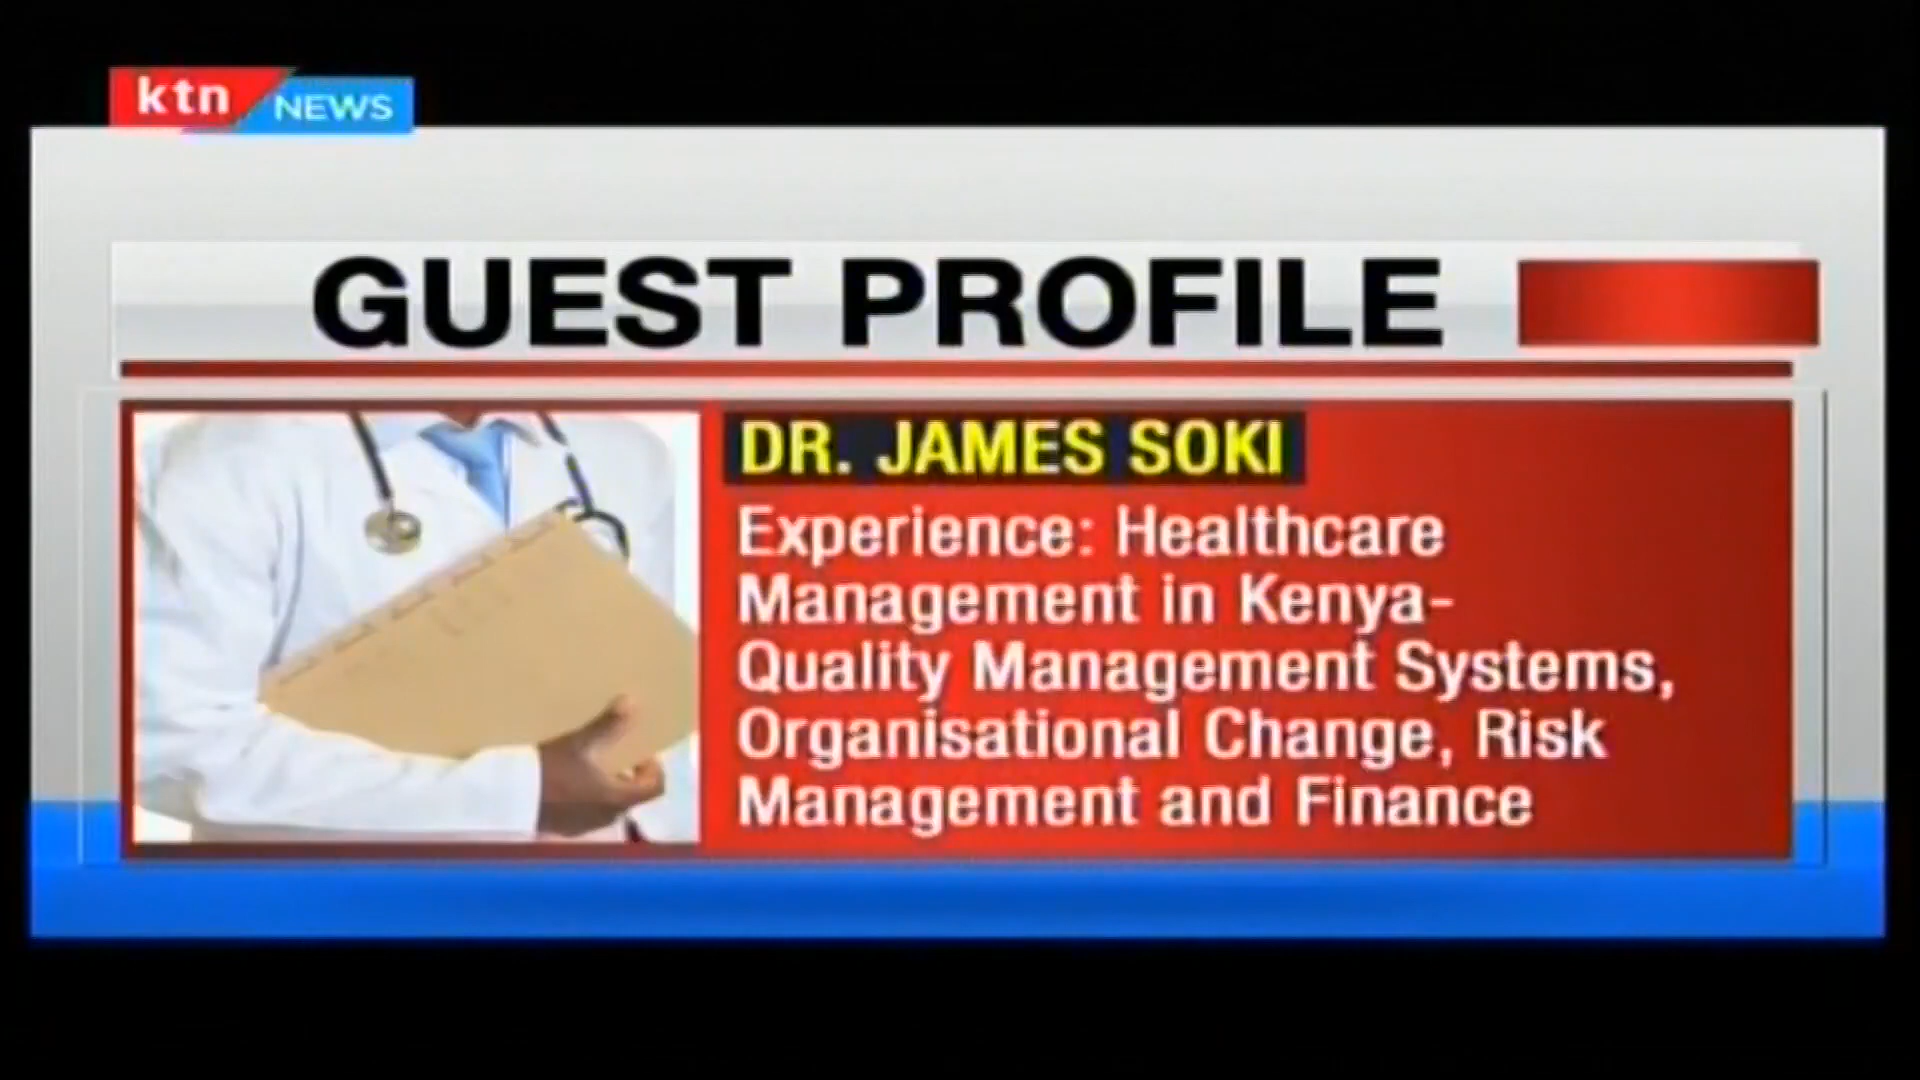 ktn NEWS
GUEST PROFILE
DR. JAMES SOKI
Experience: Healthcare
Management in Kenya-
Quality Management Systems,
Organisational Change, Risk
Management and Finance